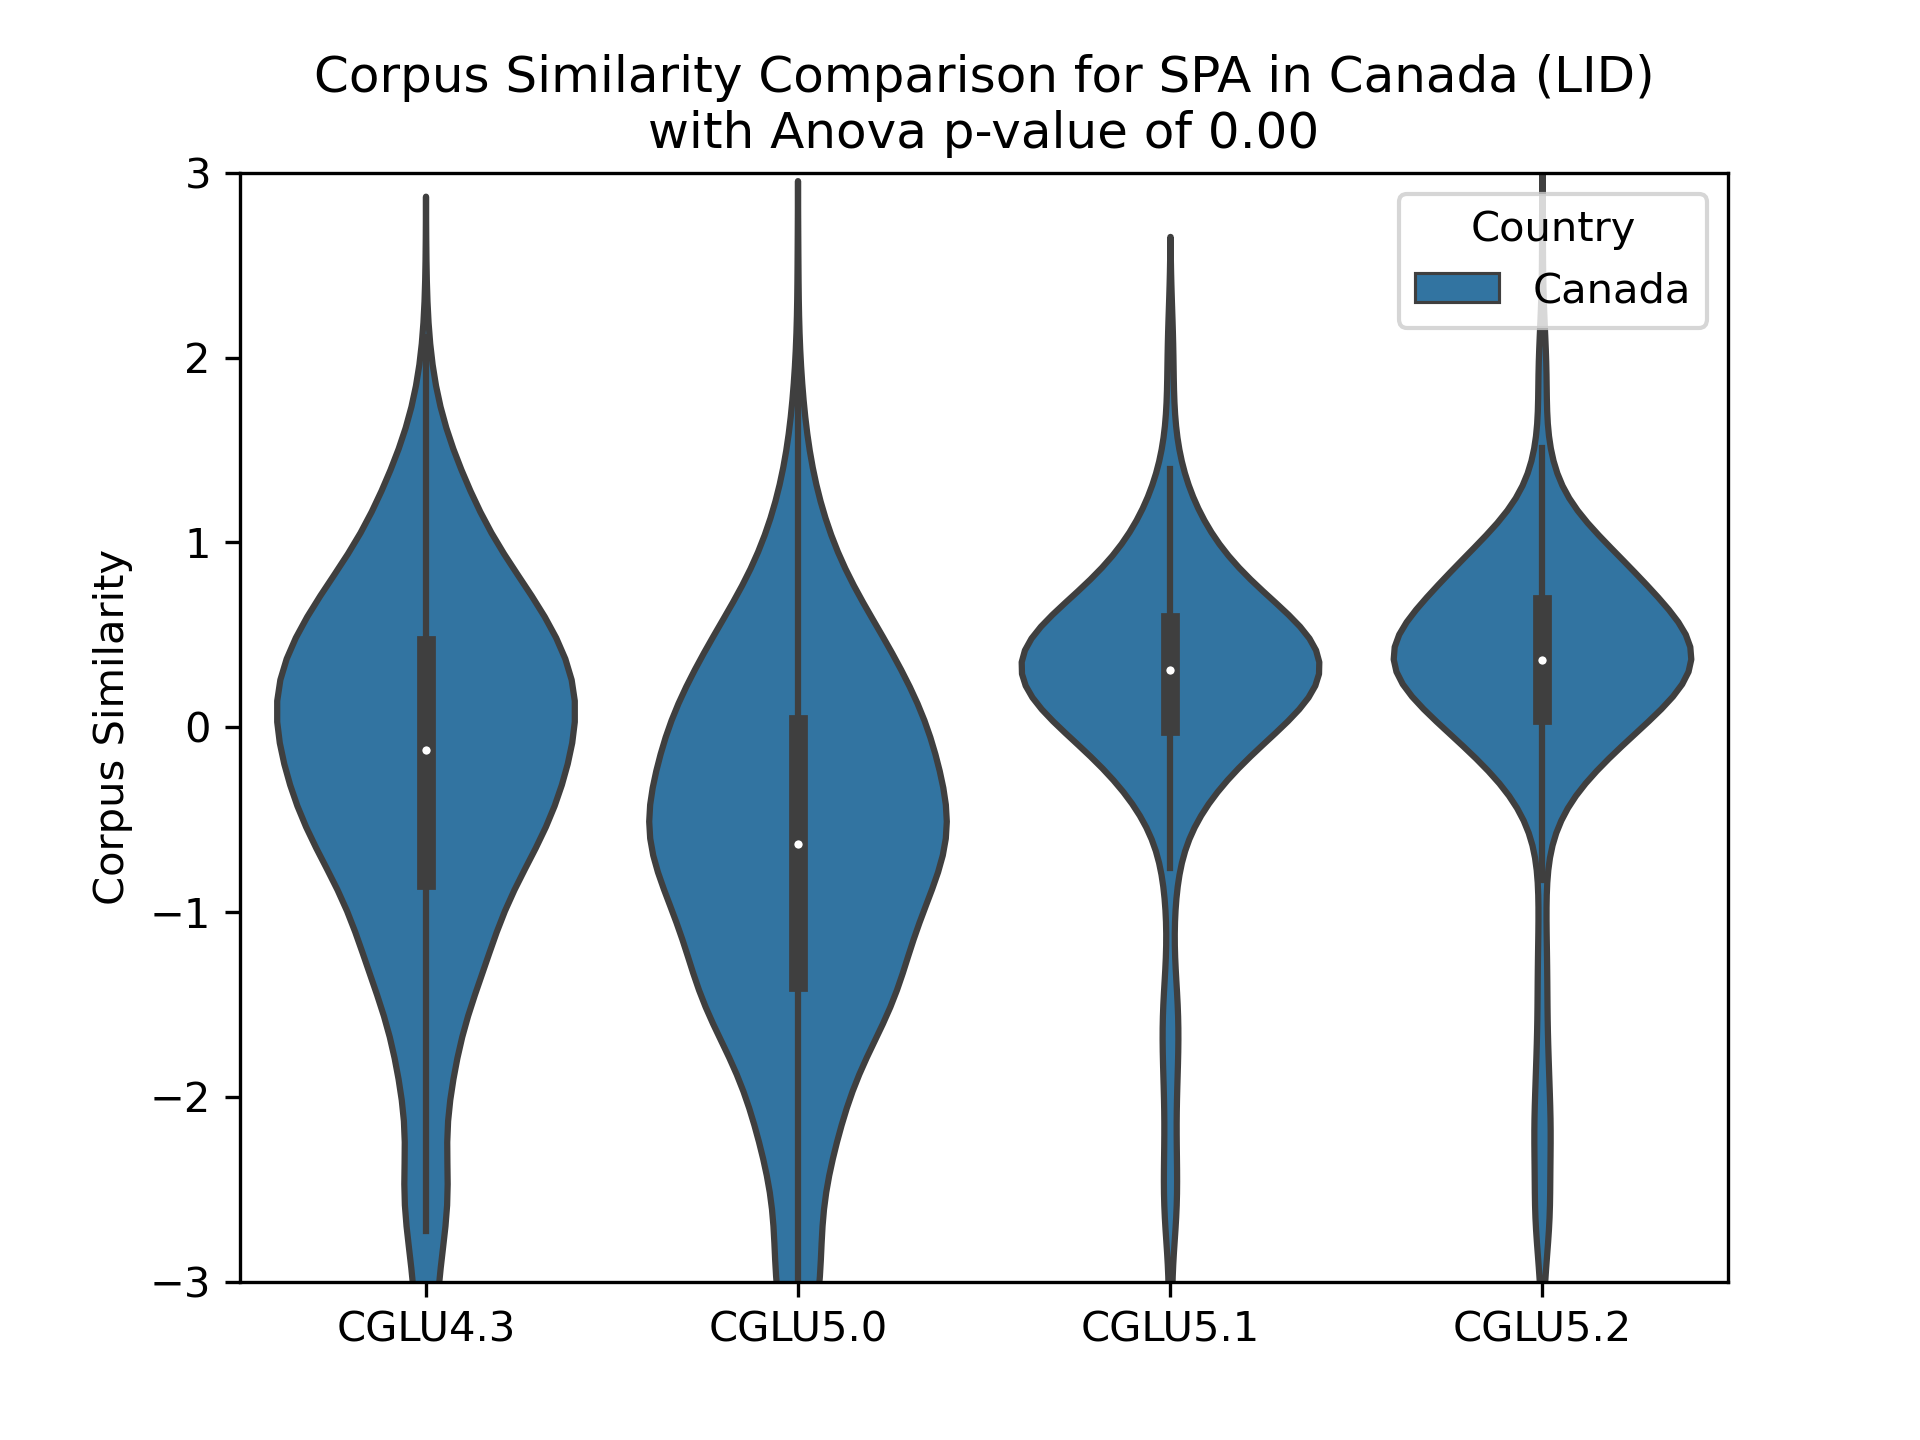 Corpus Similarity Comparison for SPA in Canada (LID)
with Anova p-value of 0.00
3
2
1
0
−1
−2
−3
Corpus Similarity
Country
Canada
CGLU4.3
CGLU5.0
CGLU5.1
CGLU5.2